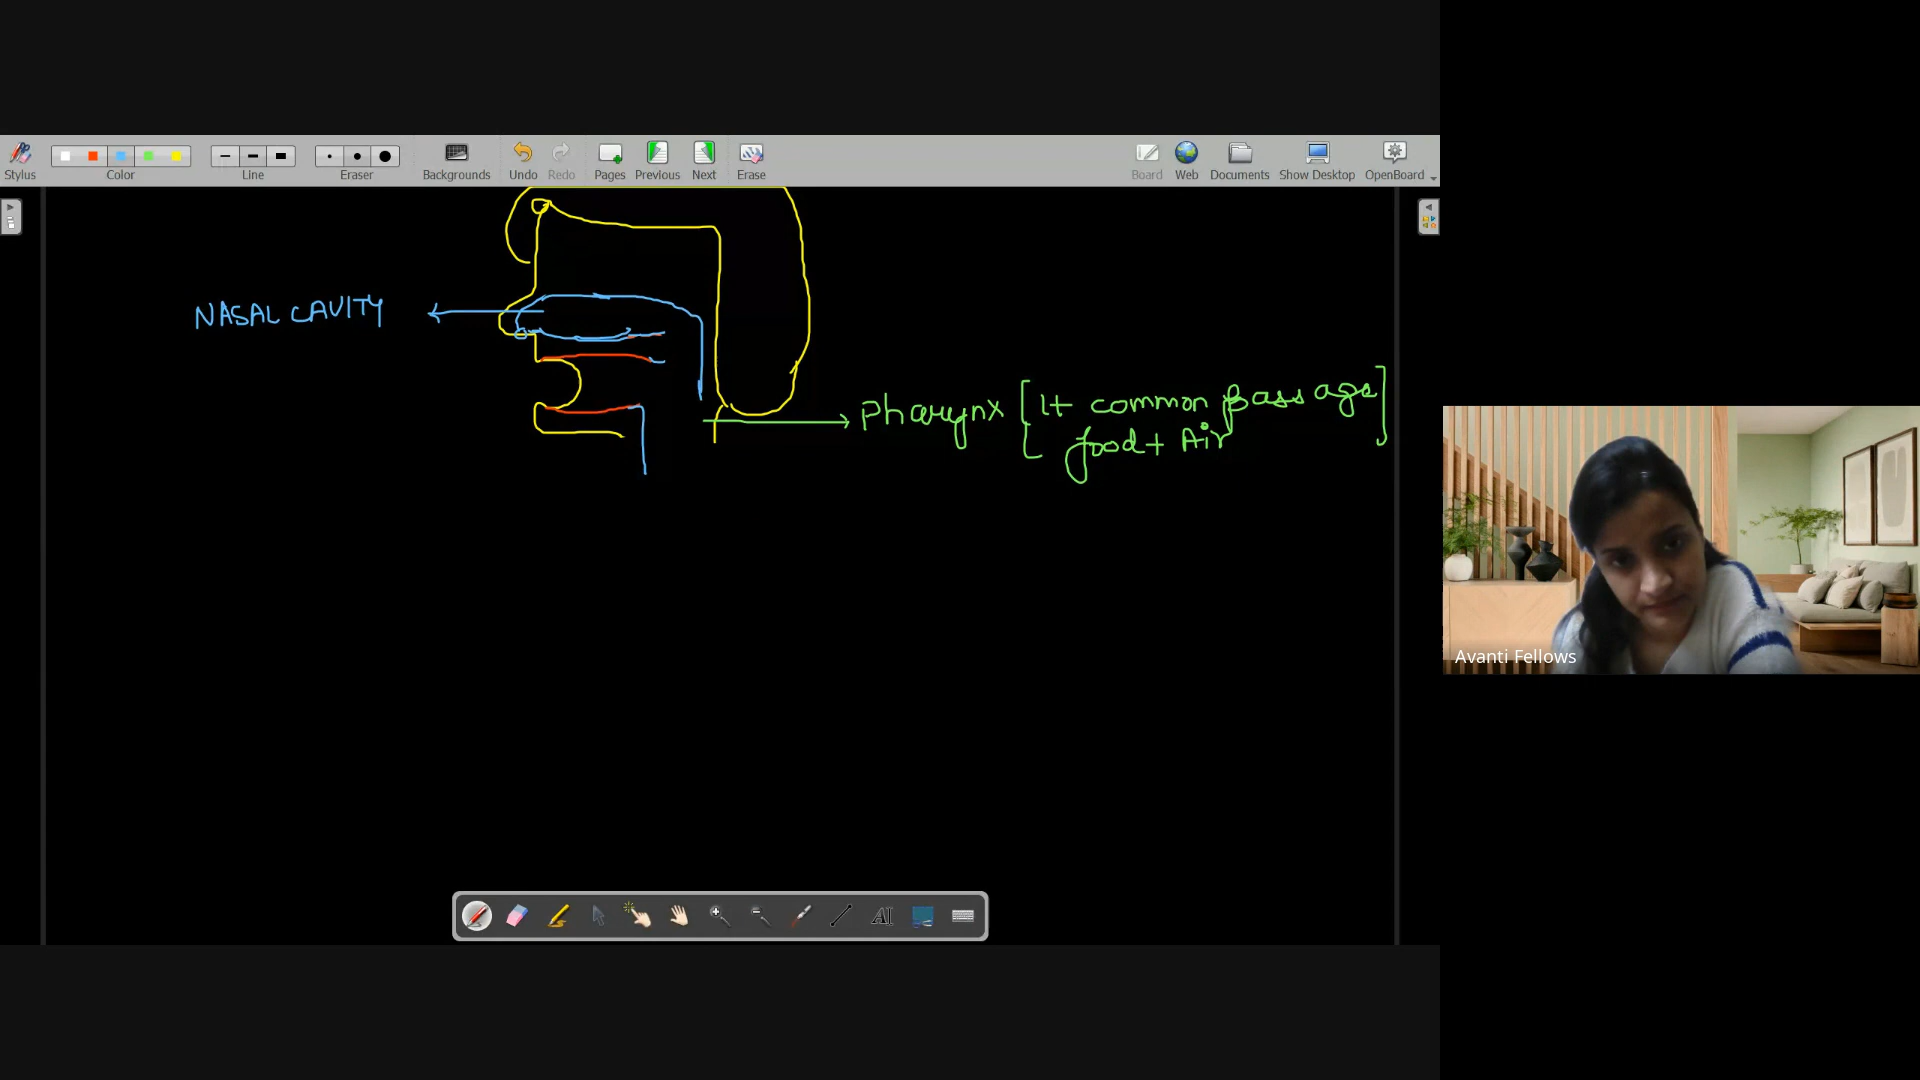 Stylus Color Line Eraser Backgrounds Undo Redo Pages Previous Next Erase Board Web Documents Show Desktop OpenBoard
NASAL CAVITY
Pharynx [It common passage
food + Air]
Avanti Fellows